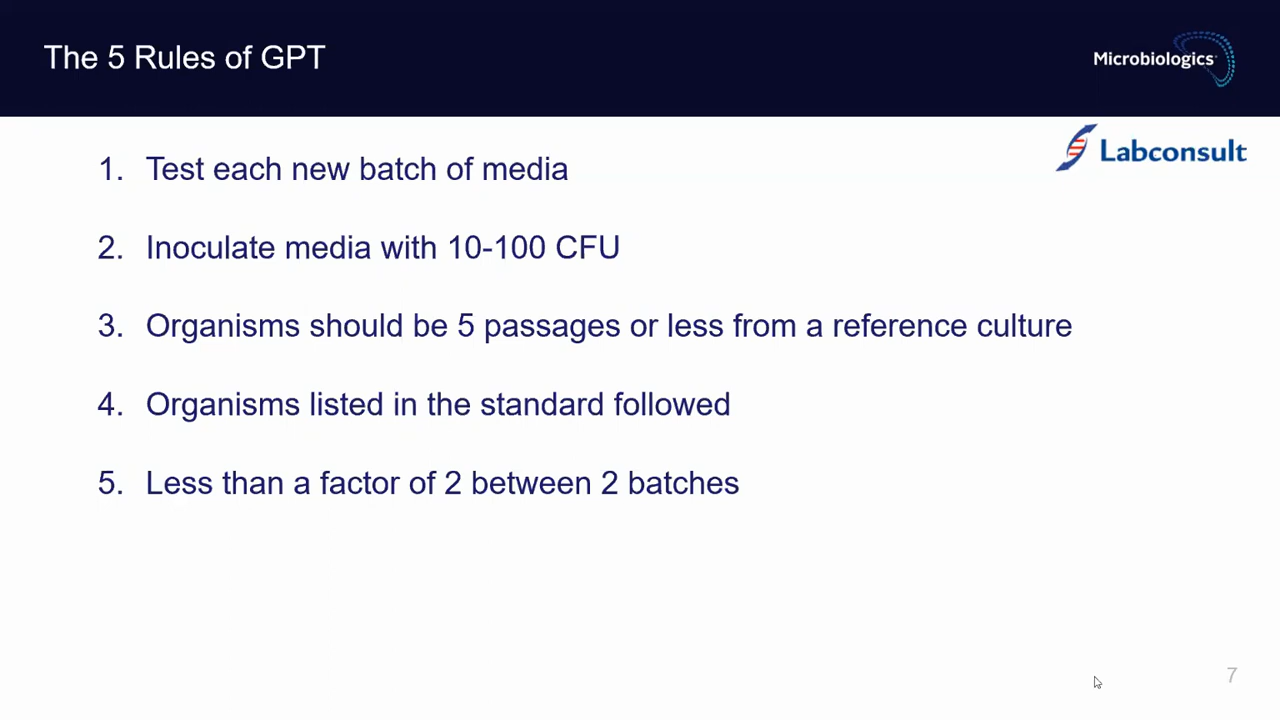 The 5 Rules of GPT
Microbiologics
Labconsult
1. Test each new batch of media
2. Inoculate media with 10-100 CFU
3. Organisms should be 5 passages or less from a reference culture
4. Organisms listed in the standard followed
5. Less than a factor of 2 between 2 batches
7